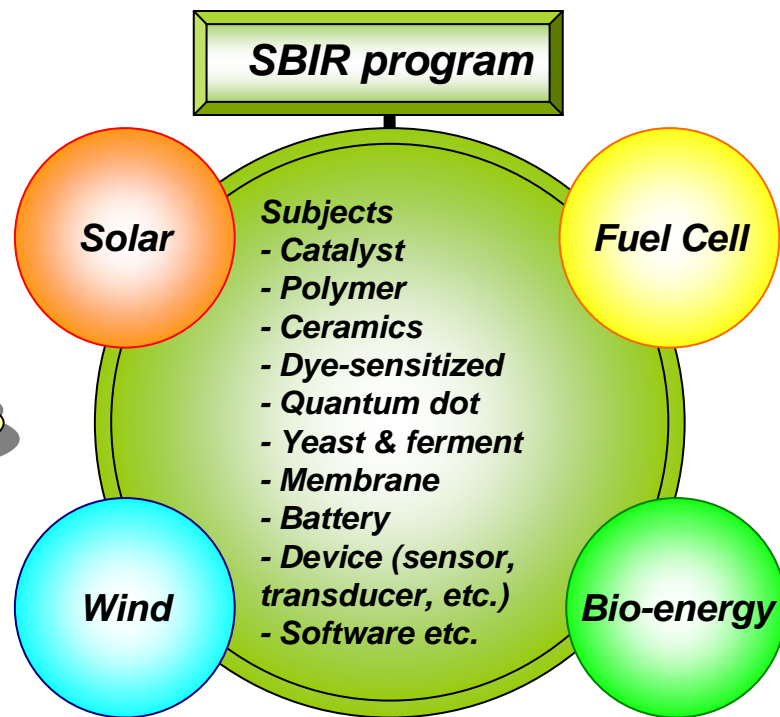 SBIR program
Solar
Fuel Cell
Subjects
- Catalyst
- Polymer
- Ceramics
- Dye-sensitized
- Quantum dot
- Yeast & ferment
- Membrane
- Battery
- Device (sensor,
transducer, etc.)
- Software etc.
Wind
Bio-energy